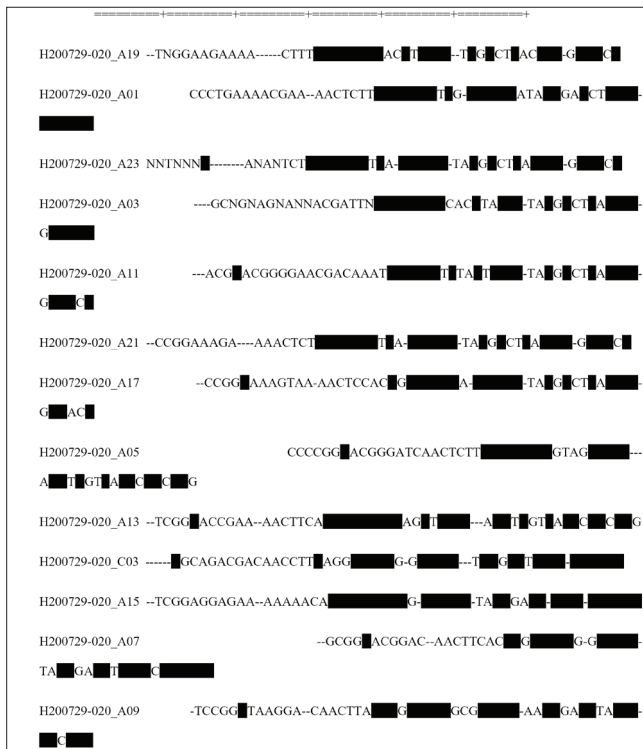 =========+=========+=========+=========+=========+=========+
H200729-020_A19 --TNGGAAGAAAA------CTTT AC T --T G CT AC -G C
H200729-020_A01 CCCTGAAAACGAA--AACTCTT T G- ATA GA CT -
H200729-020_A23 NNTNNN --------ANANTCT T A- -TA G CT A -G C
H200729-020_A03 ----GCNGNAGNANNACGATTN CAC TA -TA G CT A -
G
H200729-020_A11 ---ACG ACGGGGAACGACAAAT T TA T -TA G CT A -
G C
H200729-020_A21 --CCGGAAAGA----AAACTCT T A- -TA G CT A -G C
H200729-020_A17 --CCGG AAAGTAA-AACTCCAC G A- -TA G CT A -
G AC
H200729-020_A05 CCCCGG ACGGGATCAACTCTT GTAG ---
A T GT A C C G
H200729-020_A13 --TCGG ACCGAA--AACTTCA AG T ---A T GT A C C G
H200729-020_C03 ------ GCAGACGACAACCTT AGG G-G ---T G T -
H200729-020_A15 --TCGGAGGAGAA--AAAAACA G- -TA GA - -
H200729-020_A07 --GCGG ACGGAC--AACTTCAC G G-G -
TA GA T C
H200729-020_A09 -TCCGG TAAGGA--CAACTTA G GCG -AA GA TA -
C